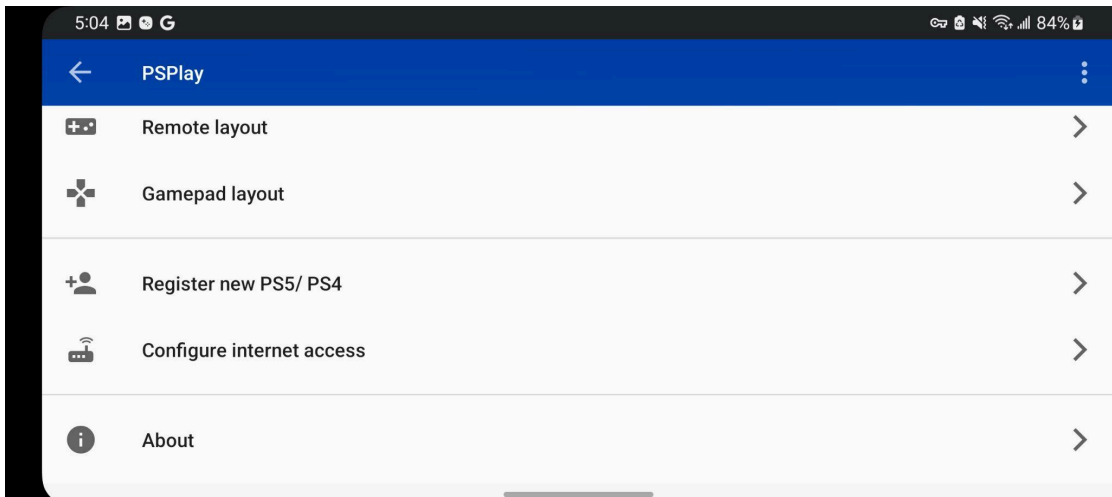 5:04 G 84%
PSPlay
Remote layout
Gamepad layout
Register new PS5/ PS4
Configure internet access
About